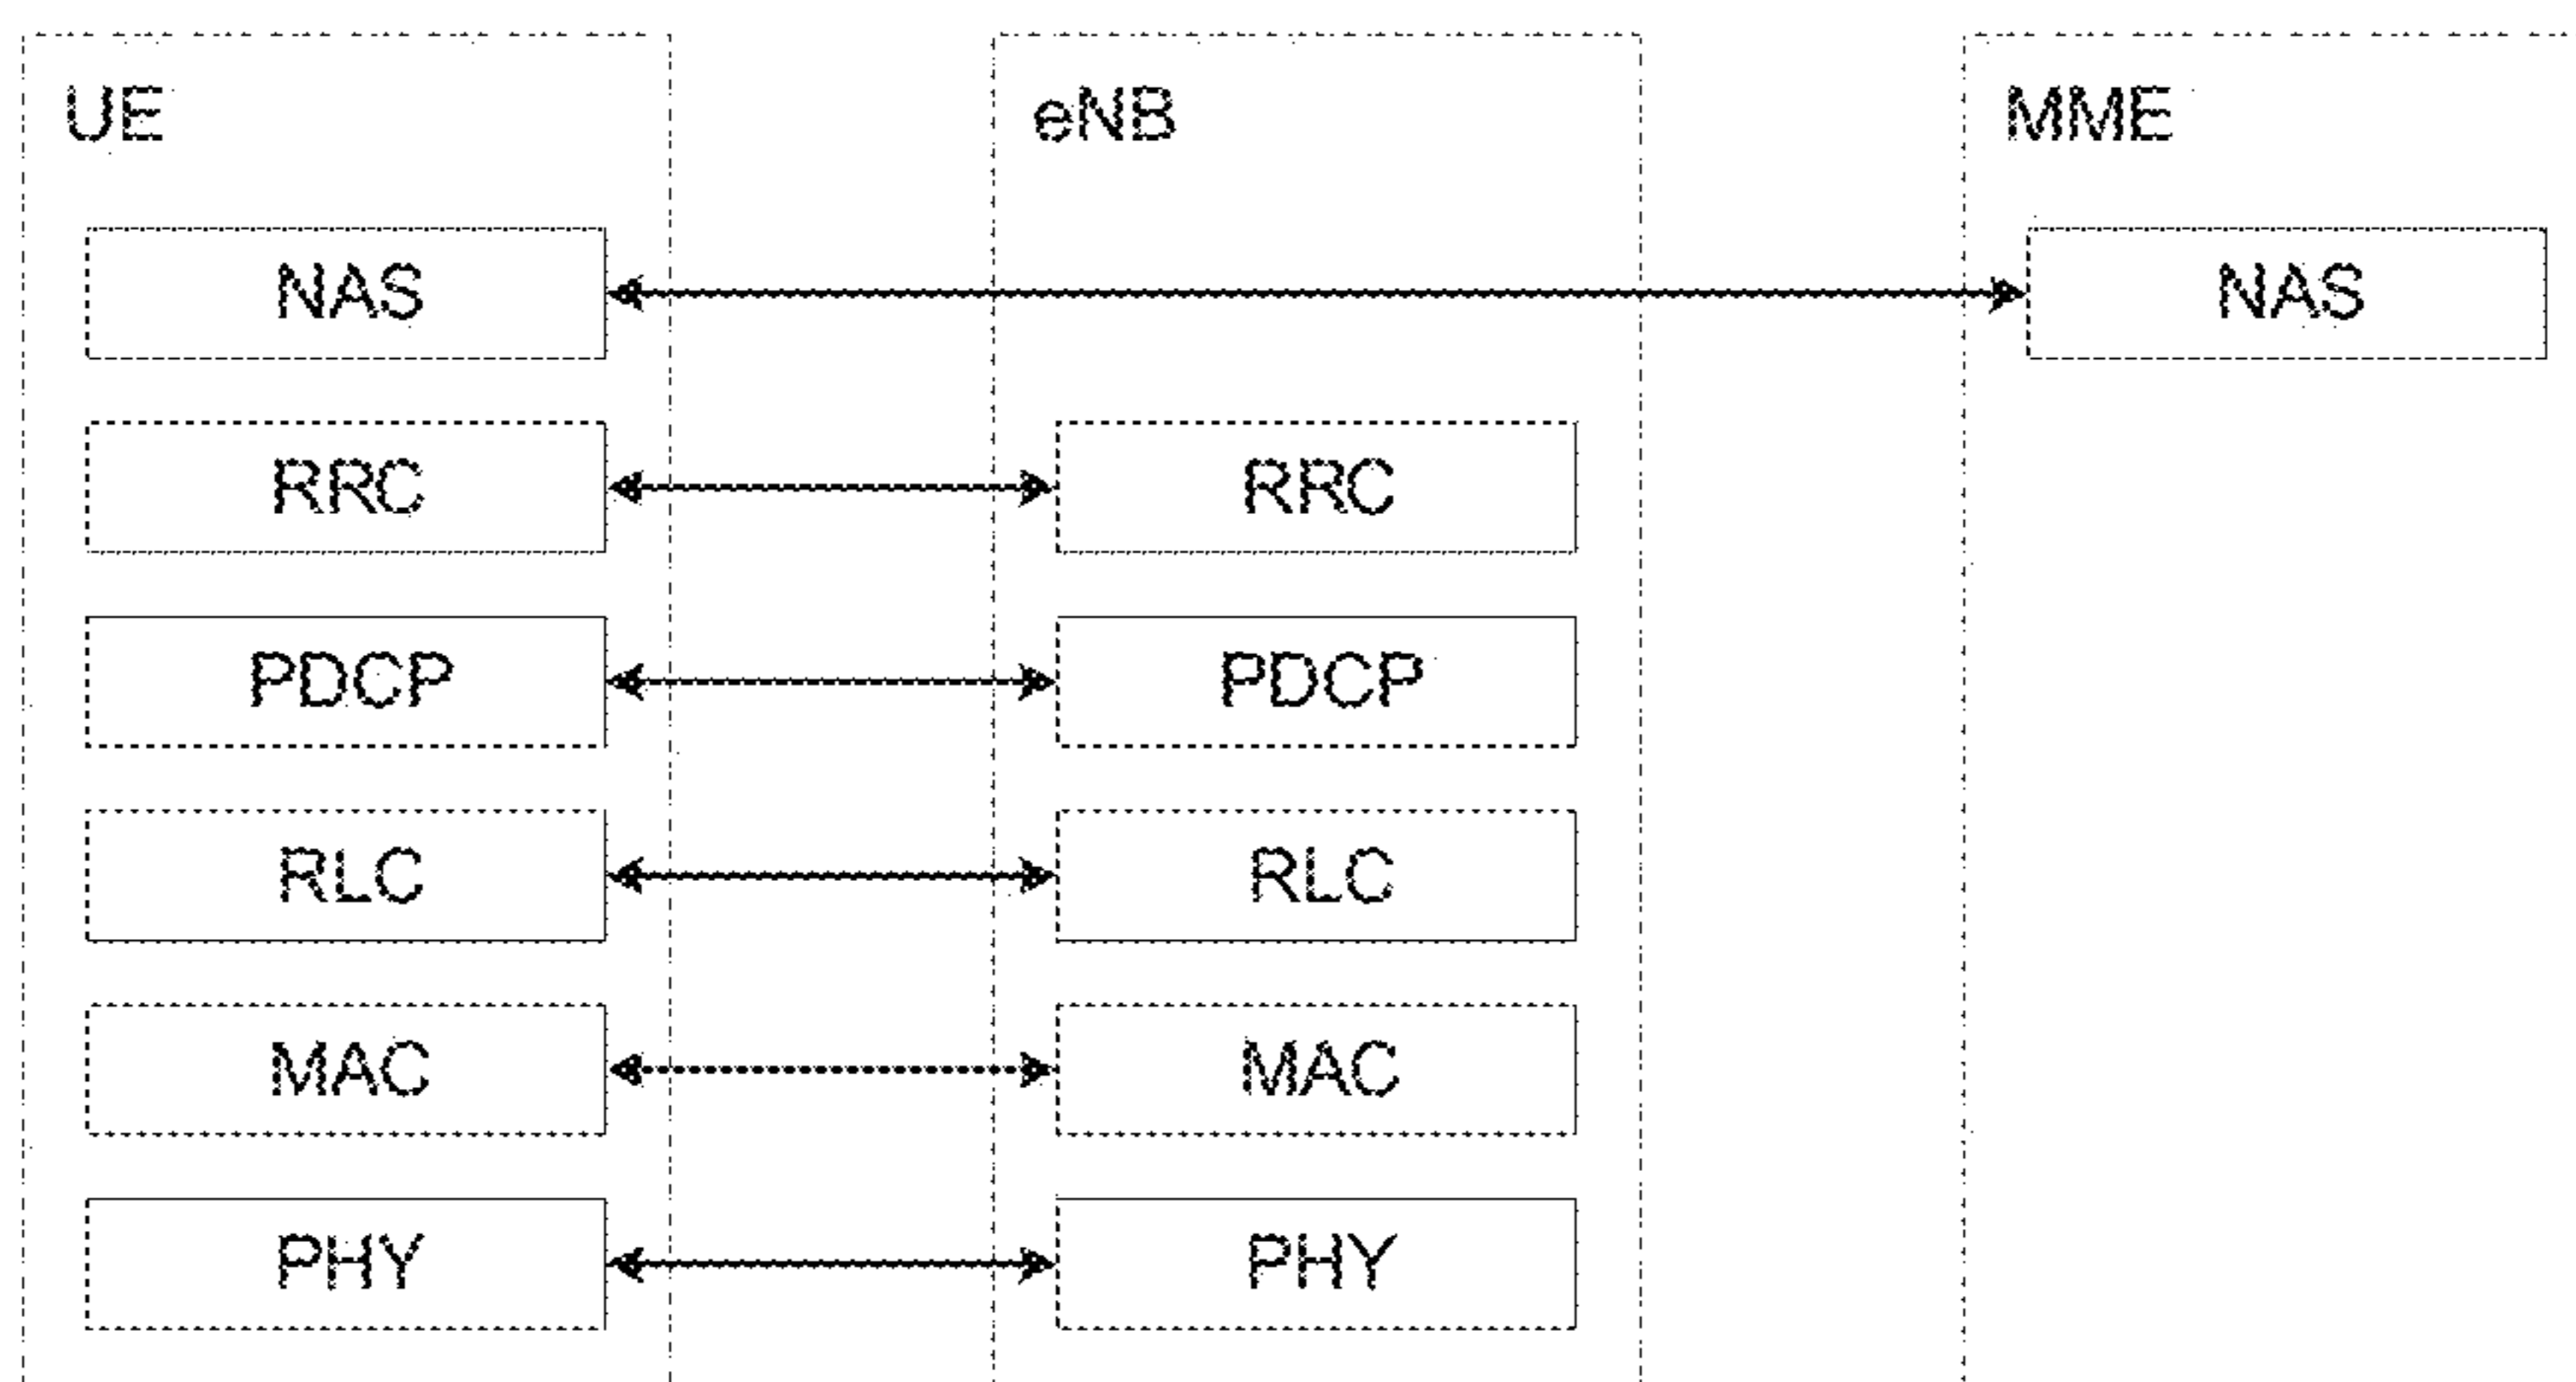 UE eNB MME
NAS NAS
RRC RRC
PDCP PDCP
RLC RLC
MAC MAC
PHY PHY